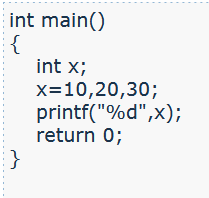 int main()
{
int x;
x=10,20,30;
printf("%d",x);
return 0;
}